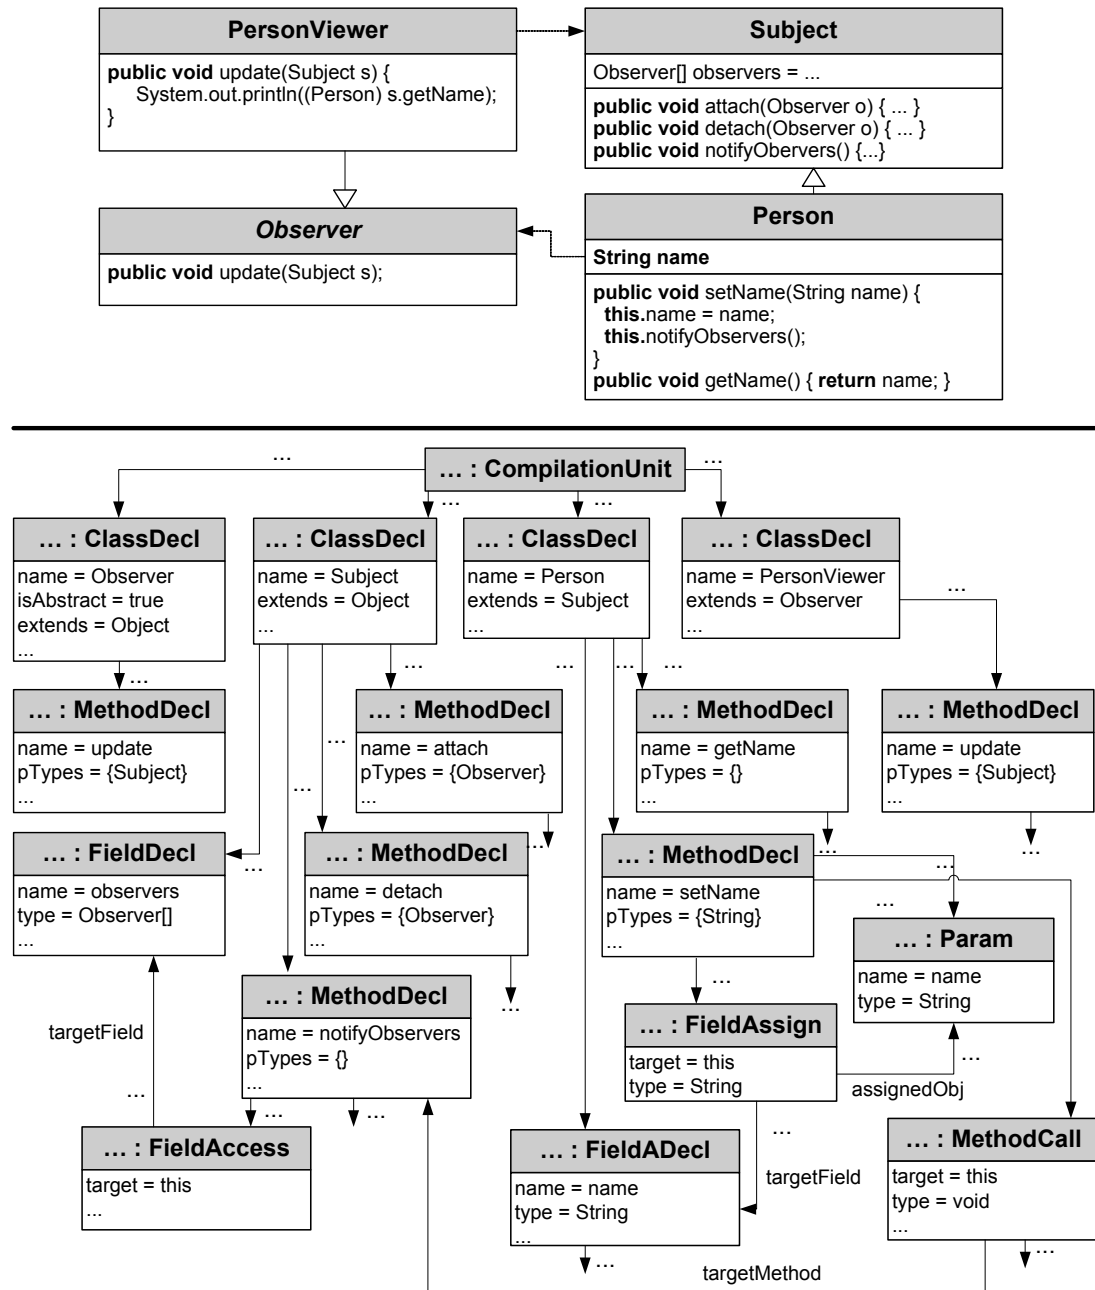 PersonViewer
public void update(Subject s) {
System.out.println((Person) s.getName);
}
Subject
Observer[] observers = ...
public void attach(Observer o) { ... }
public void detach(Observer o) { ... }
public void notifyObervers() {...}
Observer
public void update(Subject s);
Person
String name
public void setName(String name) {
this.name = name;
this.notifyObservers();
}
public void getName() { return name; }
... : CompilationUnit
...
...
...
...
... : ClassDecl
name = Observer
isAbstract = true
extends = Object
...
... : ClassDecl
name = Subject
extends = Object
...
... : ClassDecl
name = Person
extends = Subject
...
... : ClassDecl
name = PersonViewer
extends = Observer
...
...
...
...
...
...
... : MethodDecl
name = update
pTypes = {Subject}
...
...
...
... : MethodDecl
name = attach
pTypes = {Observer}
...
... : MethodDecl
name = getName
pTypes = {}
...
... : MethodDecl
name = update
pTypes = {Subject}
...
...
...
...
... : FieldDecl
name = observers
type = Observer[]
...
...
... : MethodDecl
name = detach
pTypes = {Observer}
...
... : MethodDecl
name = setName
pTypes = {String}
...
...
...
... : Param
name = name
type = String
...
...
... : MethodDecl
name = notifyObservers
pTypes = {}
...
... : FieldAssign
target = this
type = String
...
assignedObj
targetField
...
...
...
... : FieldAccess
target = this
...
... : FieldADecl
name = name
type = String
...
...
targetField
... : MethodCall
target = this
type = void
...
...
...
targetMethod